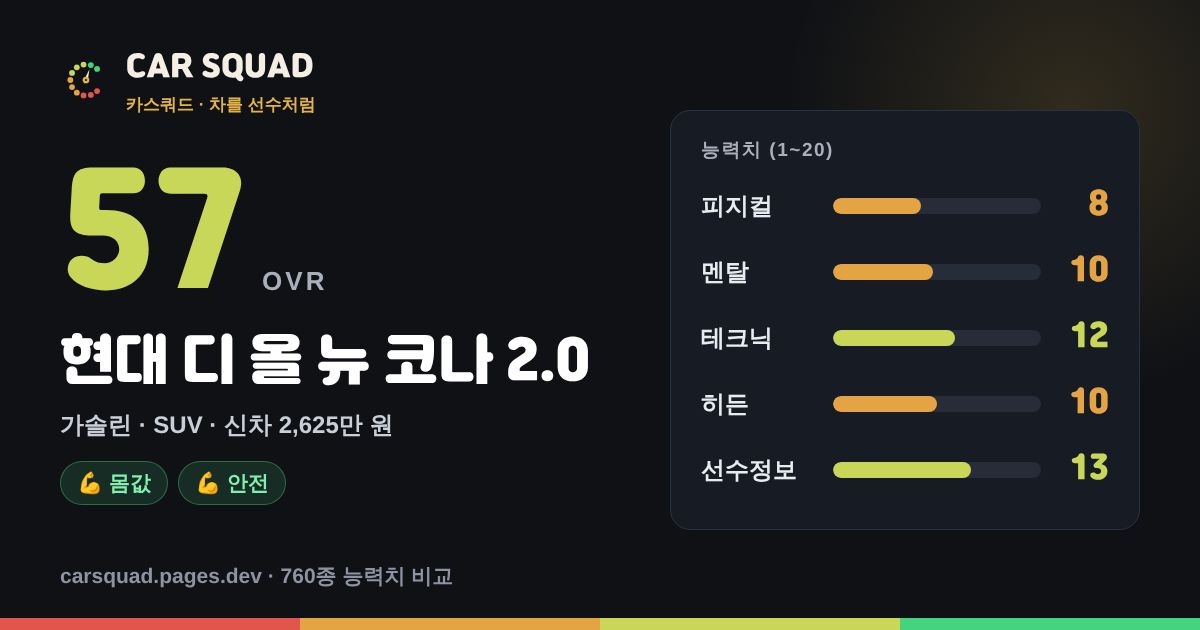 CAR SQUAD
카스쿼드 · 차를 선수처럼
57 OVR
현대 디 올 뉴 코나 2.0
가솔린 · SUV · 신차 2,625만 원
💪 몸값 💪 안전
carsquad.pages.dev · 760종 능력치 비교
능력치 (1~20)
피지컬 8
멘탈 10
테크닉 12
히든 10
선수정보 13